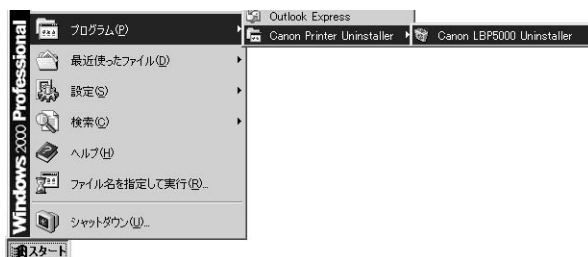 Windows 2000 Professional
プログラム(P)
最近使ったファイル(D)
設定(S)
検索(C)
ヘルプ(H)
ファイル名を指定して実行(R)...
シャットダウン(U)...
スタート
Outlook Express
Canon Printer Uninstaller
Canon LBP5000 Uninstaller